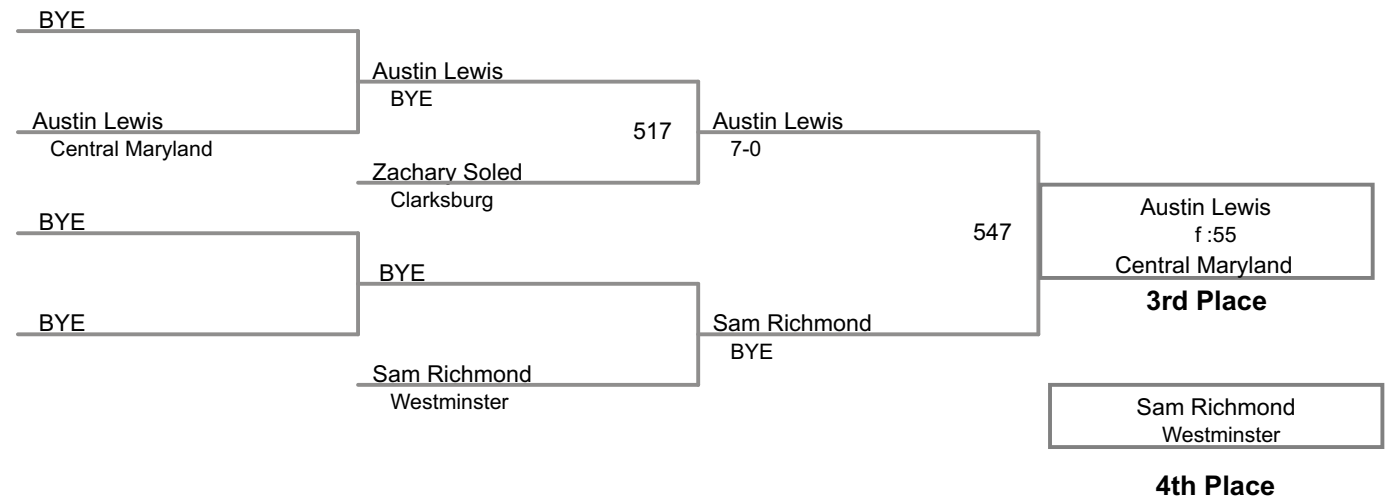 BYE
Austin Lewis
BYE
Austin Lewis
Central Maryland
517
Austin Lewis
7-0
Zachary Soled
Clarksburg
BYE
547
Austin Lewis
f :55
Central Maryland
3rd Place
BYE
BYE
Sam Richmond
BYE
Sam Richmond
Westminster
Sam Richmond
Westminster
4th Place